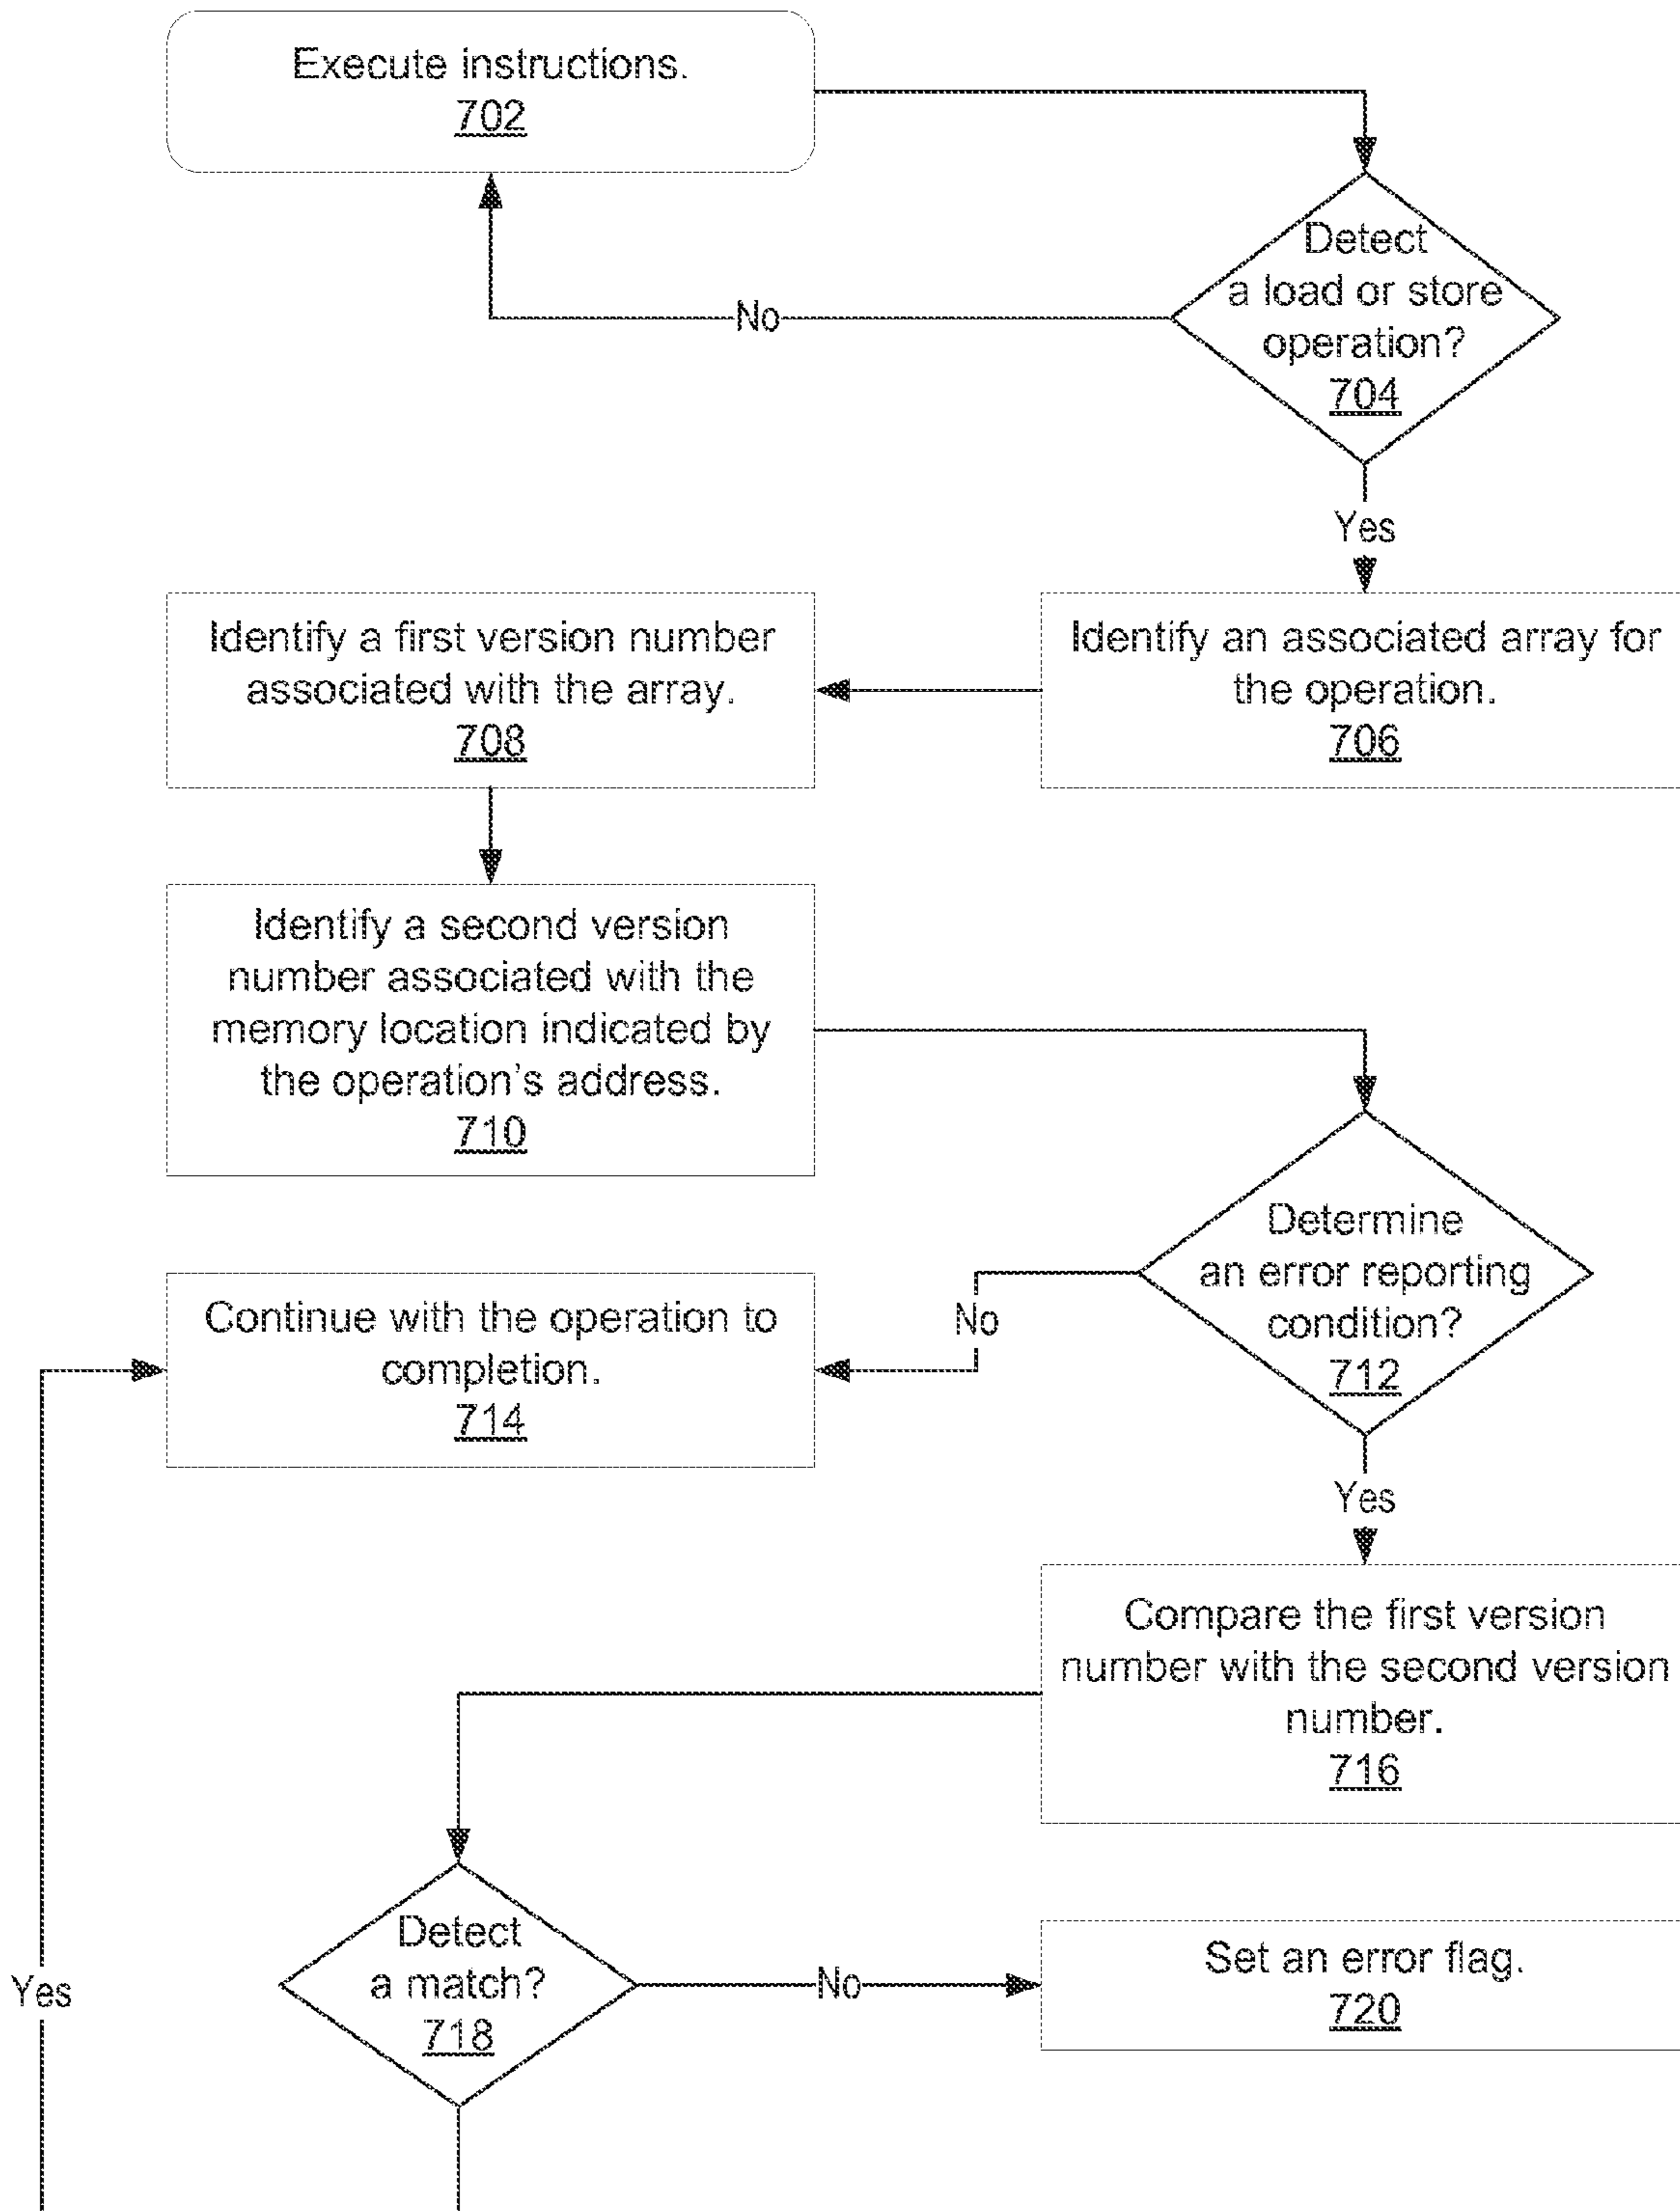 Execute instructions.
702
Detect
a load or store
operation?
704
No
Yes
Identify a first version number
associated with the array.
708
Identify an associated array for
the operation.
706
Identify a second version
number associated with the
memory location indicated by
the operation's address.
710
Determine
an error reporting
condition?
712
No
Continue with the operation to
completion.
714
Yes
Compare the first version
number with the second version
number.
716
Detect
a match?
718
No
Set an error flag.
720
Yes